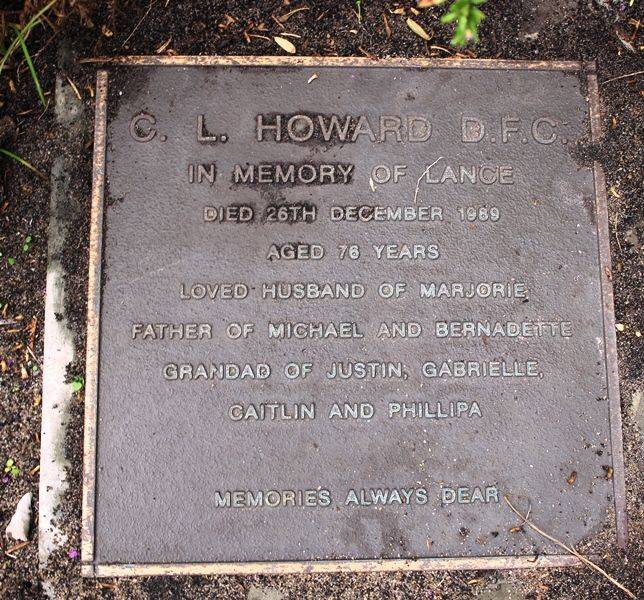 C. L. HOWARD D.F.C.
IN MEMORY OF LANCE
DIED 26TH DECEMBER 1989
AGED 76 YEARS
LOVED HUSBAND OF MARJORIE,
FATHER OF MICHAEL AND BERNADETTE
GRANDAD OF JUSTIN, GABRIELLE,
CAITLIN AND PHILLIPA
MEMORIES ALWAYS DEAR